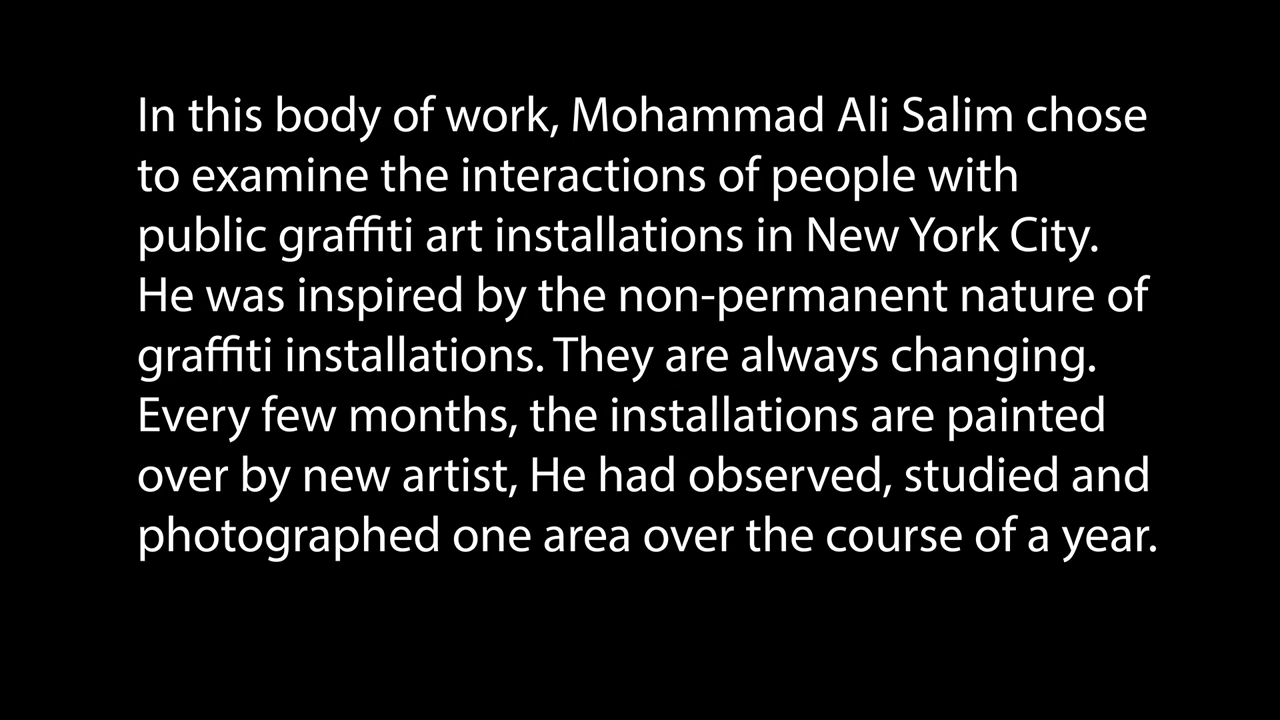 In this body of work, Mohammad Ali Salim chose
to examine the interactions of people with
public graffiti art installations in New York City.
He was inspired by the non-permanent nature of
graffiti installations. They are always changing.
Every few months, the installations are painted
over by new artist, He had observed, studied and
photographed one area over the course of a year.